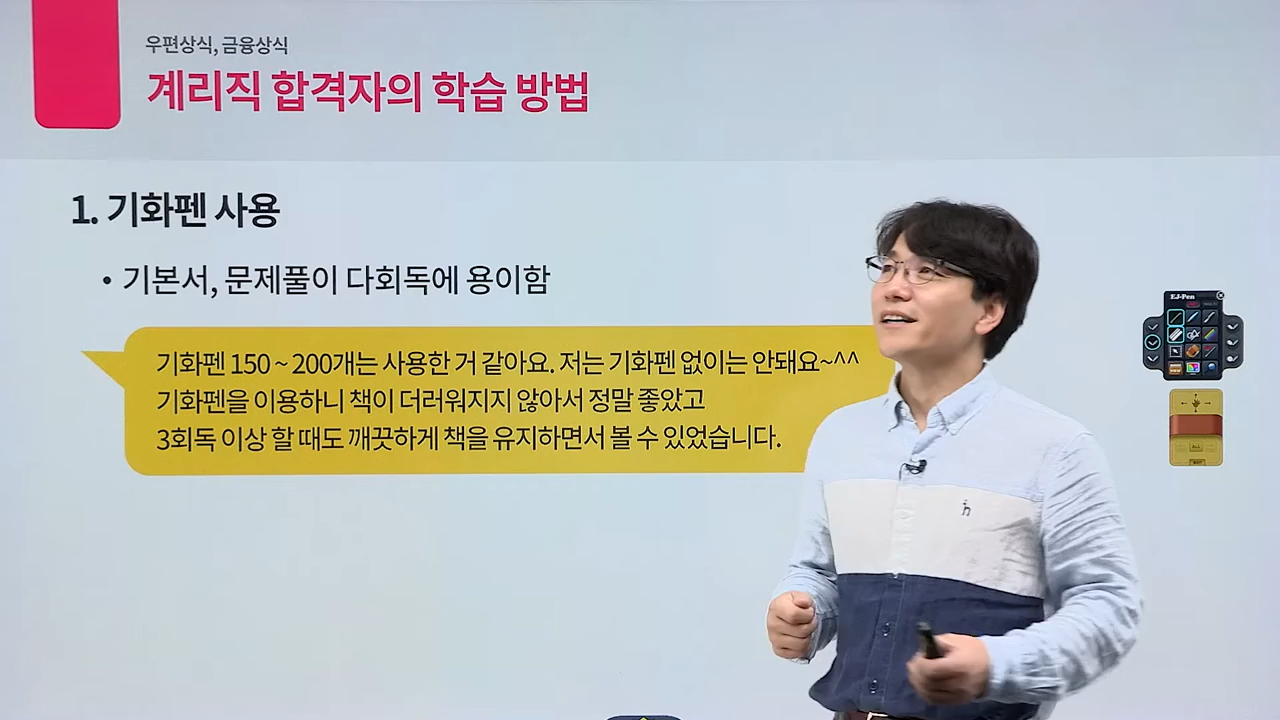 우편상식, 금융상식
계리직 합격자의 학습 방법
1. 기화펜 사용
• 기본서, 문제풀이 다회독에 용이함
기화펜 150 ~ 200개는 사용한 거 같아요. 저는 기화펜 없이는 안돼요~^^
기화펜을 이용하니 책이 더러워지지 않아서 정말 좋았고
3회독 이상 할 때도 깨끗하게 책을 유지하면서 볼 수 있었습니다.
EJ-Pen
h